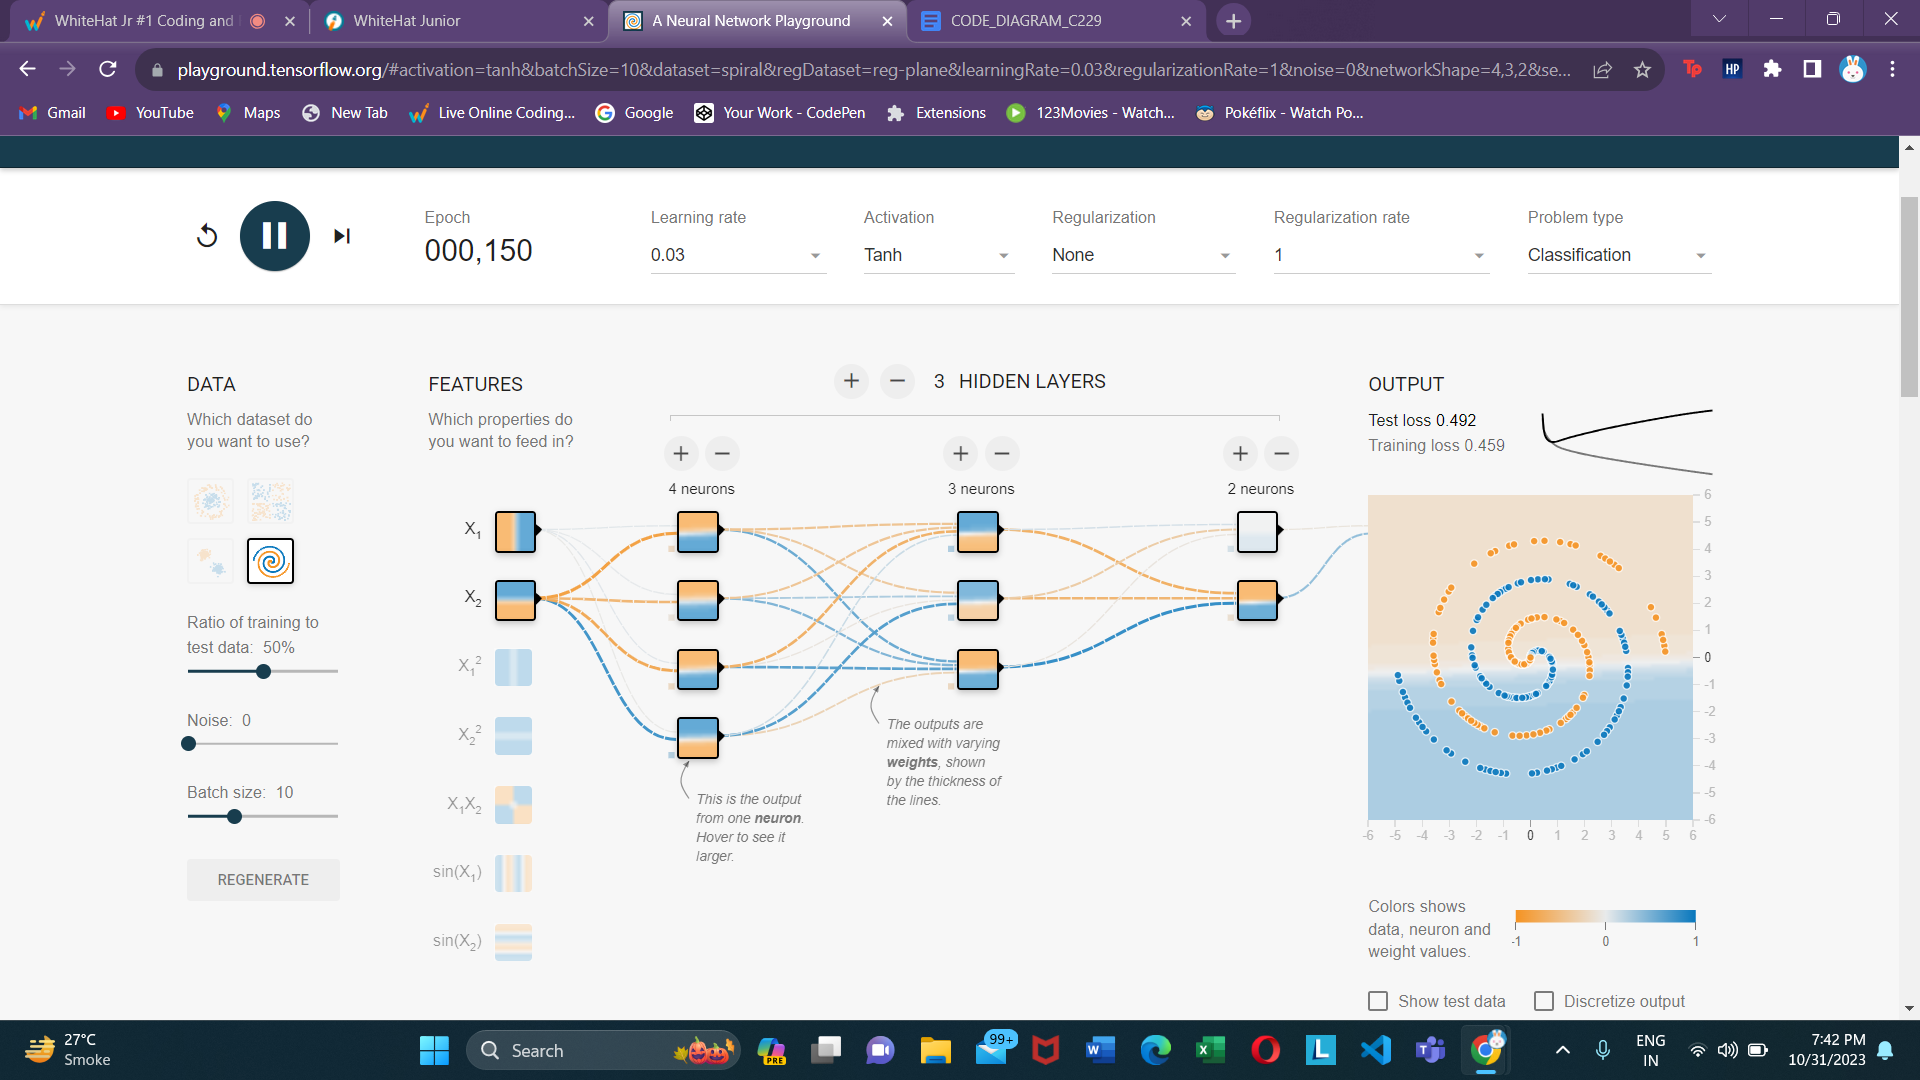 WhiteHat Jr #1 Coding and
WhiteHat Junior
A Neural Network Playground
CODE_DIAGRAM_C229
playground.tensorflow.org/#activation=tanh&batchSize=10&dataset=spiral&regDataset=reg-plane&learningRate=0.03&regularizationRate=1&noise=0&networkShape=4,3,2&se...
Tp
HP
Gmail
YouTube
Maps
New Tab
Live Online Coding...
Google
Your Work - CodePen
Extensions
123Movies - Watch...
Pokéflix - Watch Po...
Epoch
000,150
Learning rate
0.03
Activation
Tanh
Regularization
None
Regularization rate
1
Problem type
Classification
DATA
Which dataset do
you want to use?
Ratio of training to
test data: 50%
Noise: 0
Batch size: 10
REGENERATE
FEATURES
Which properties do
you want to feed in?
X1
X2
X1²
X2²
X1X2
sin(X1)
sin(X2)
+ − 3 HIDDEN LAYERS
+ −
4 neurons
+ −
3 neurons
+ −
2 neurons
This is the output
from one neuron.
Hover to see it
larger.
The outputs are
mixed with varying
weights, shown
by the thickness of
the lines.
OUTPUT
Test loss 0.492
Training loss 0.459
6
5
4
3
2
1
0
-1
-2
-3
-4
-5
-6
-6 -5 -4 -3 -2 -1 0 1 2 3 4 5 6
Colors shows
data, neuron and
weight values.
-1 0 1
Show test data
Discretize output
27°C
Smoke
Search
PRE
99+
ENG
IN
7:42 PM
10/31/2023